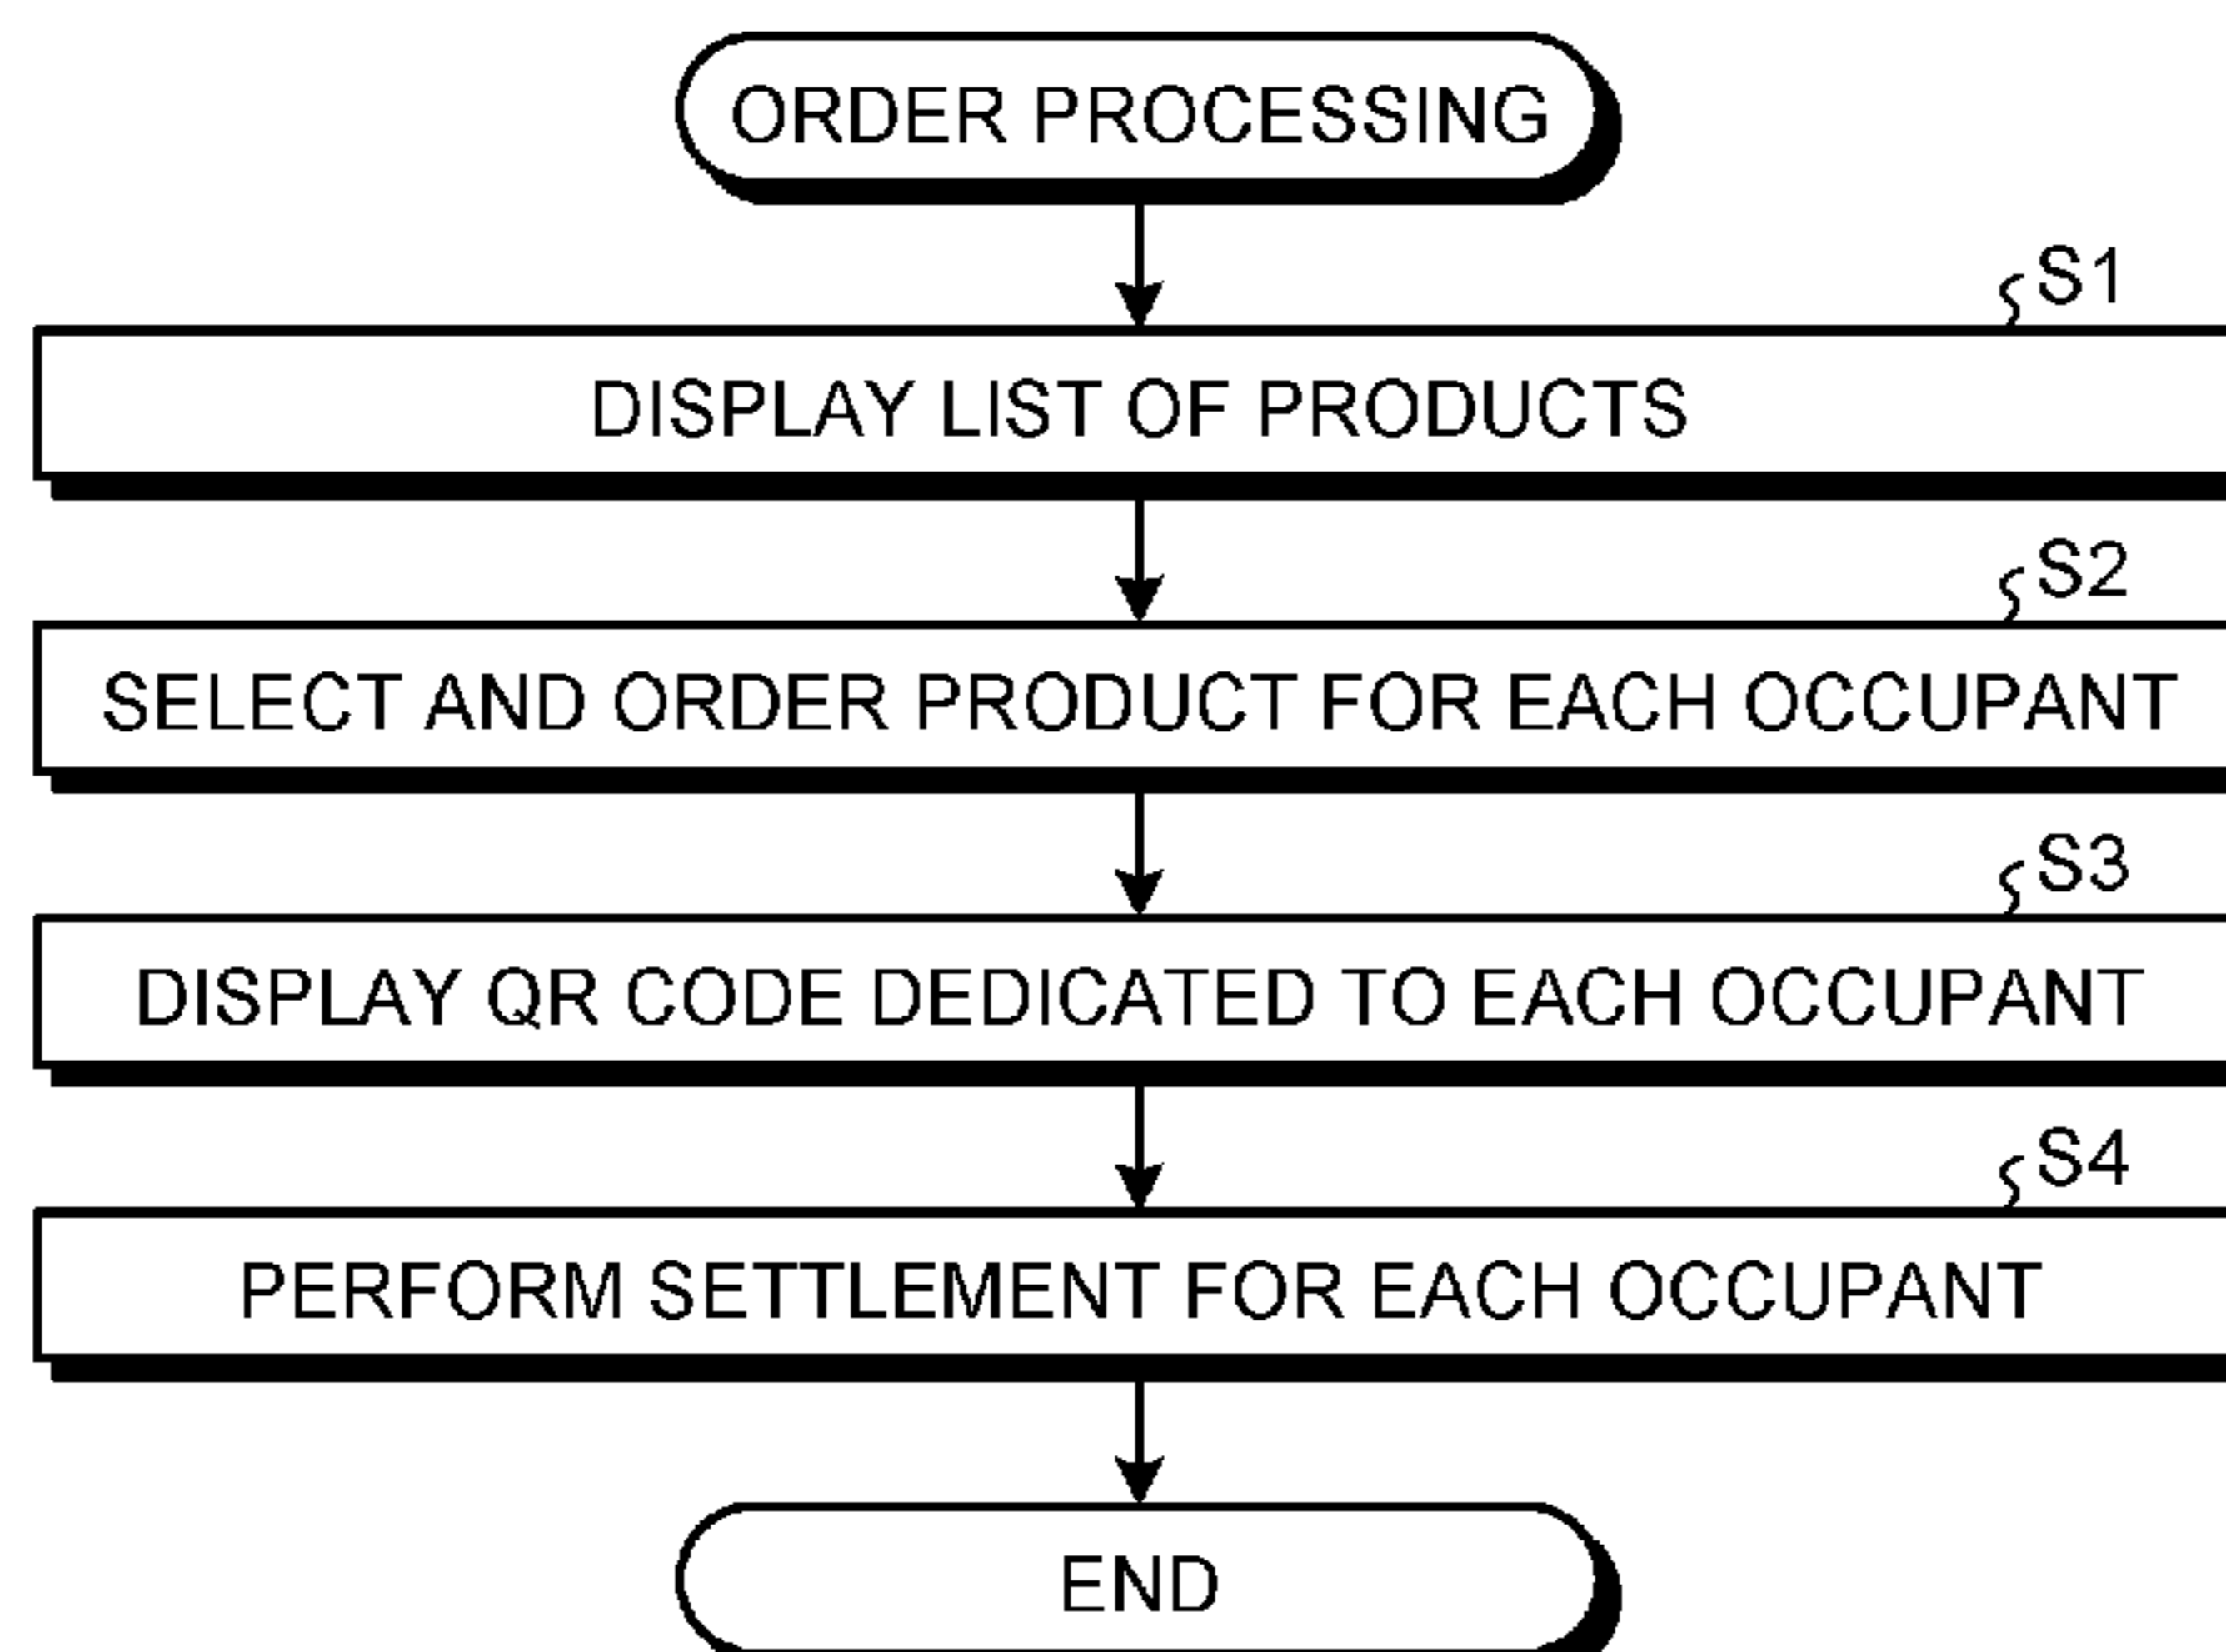 ORDER PROCESSING
S1
DISPLAY LIST OF PRODUCTS
S2
SELECT AND ORDER PRODUCT FOR EACH OCCUPANT
S3
DISPLAY QR CODE DEDICATED TO EACH OCCUPANT
S4
PERFORM SETTLEMENT FOR EACH OCCUPANT
END